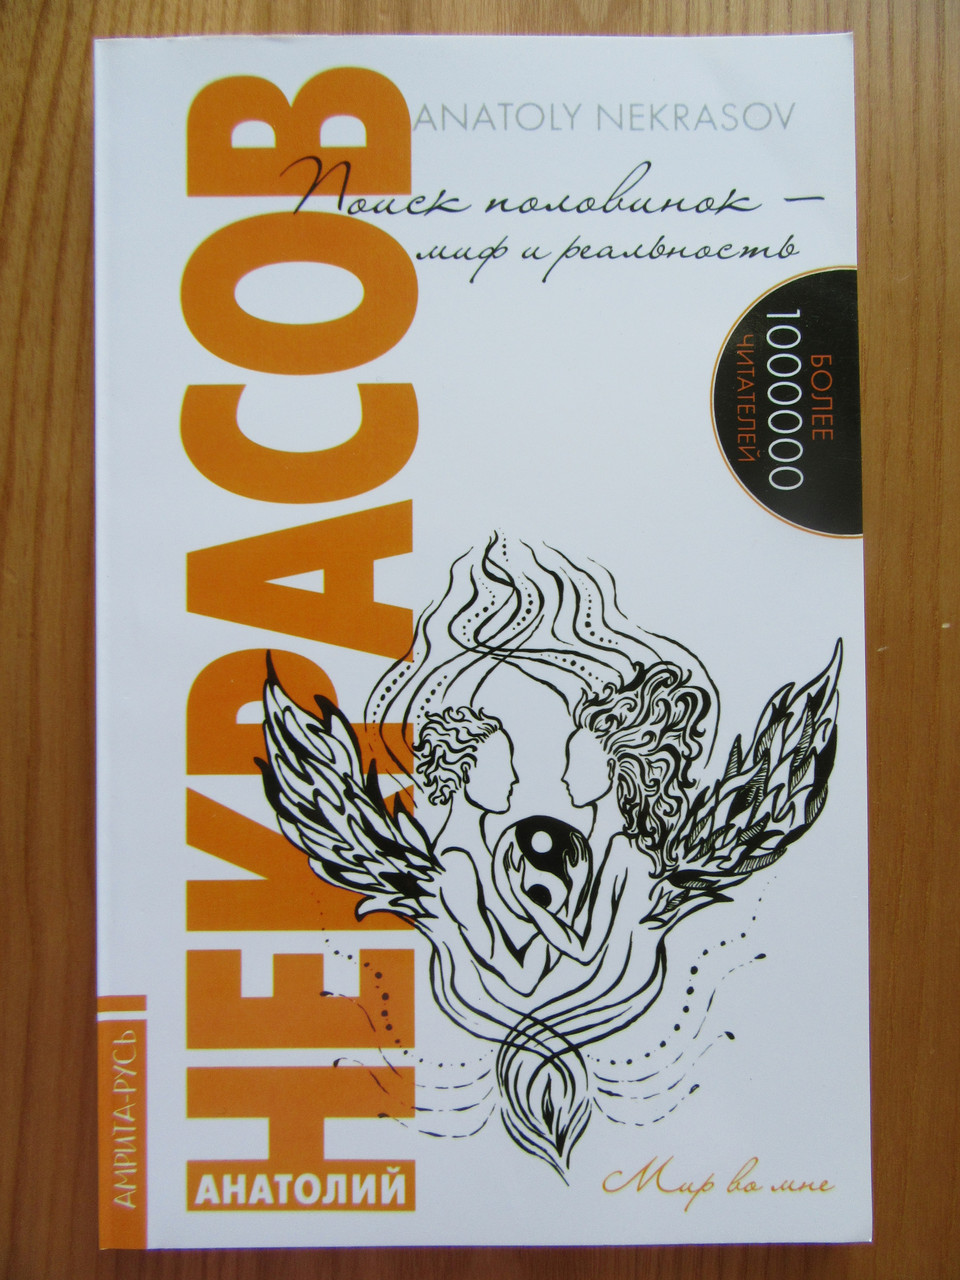 ANATOLY NEKRASOV
Поиск половинок –
миф и реальность
БОЛЕЕ
1000000
ЧИТАТЕЛЕЙ
НЕКРАСОВ
АНАТОЛИЙ
АМРИТА-РУСЬ
Мир во мне